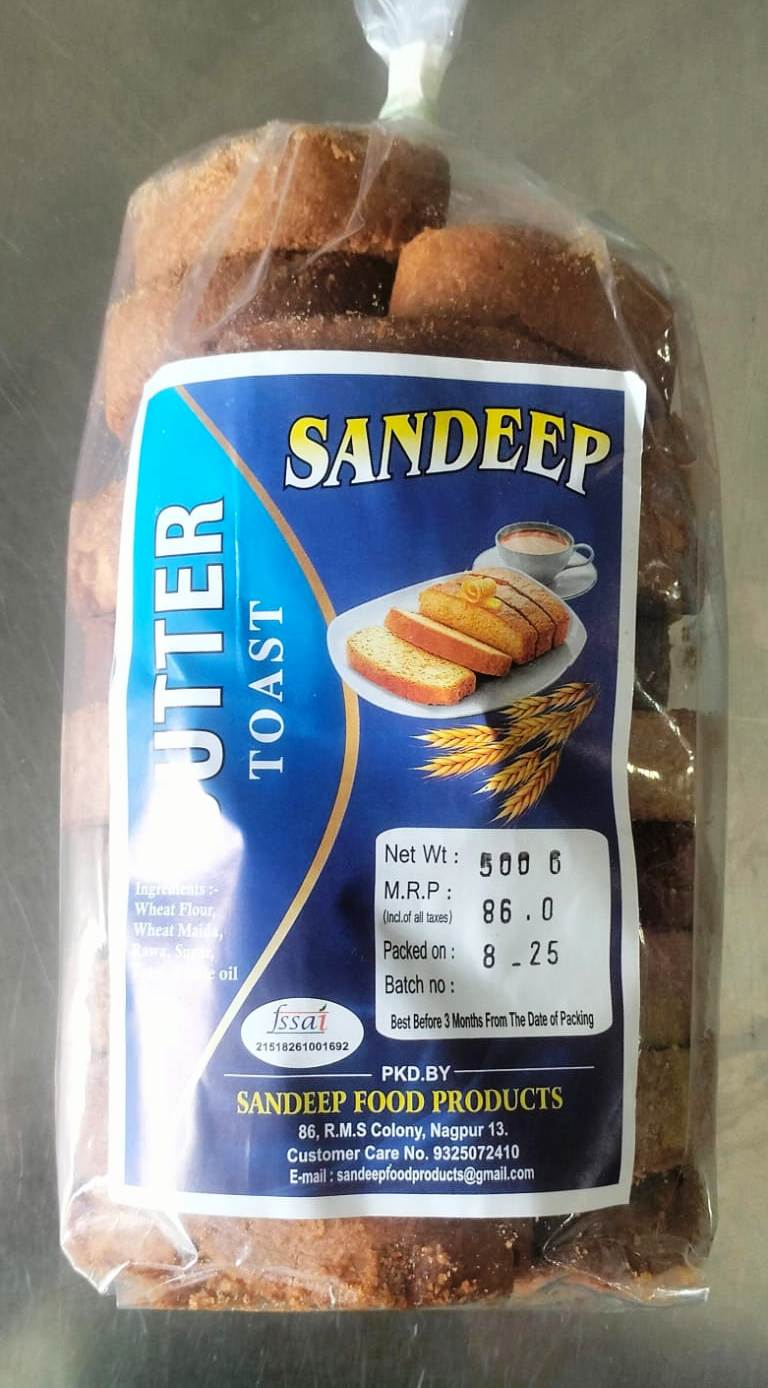 SANDEEP
UTTER
TOAST
Net Wt : 500 G
M.R.P :
(Incl.of all taxes) 86.0
Packed on : 8-25
Batch no :
Best Before 3 Months From The Date of Packing
Ingredients :-
Wheat Flour,
Wheat Maida,
Rawa, Sugar,
oil
fssai
21518261001692
PKD.BY
SANDEEP FOOD PRODUCTS
86, R.M.S Colony, Nagpur 13.
Customer Care No. 9325072410
E-mail : sandeepfoodproducts@gmail.com